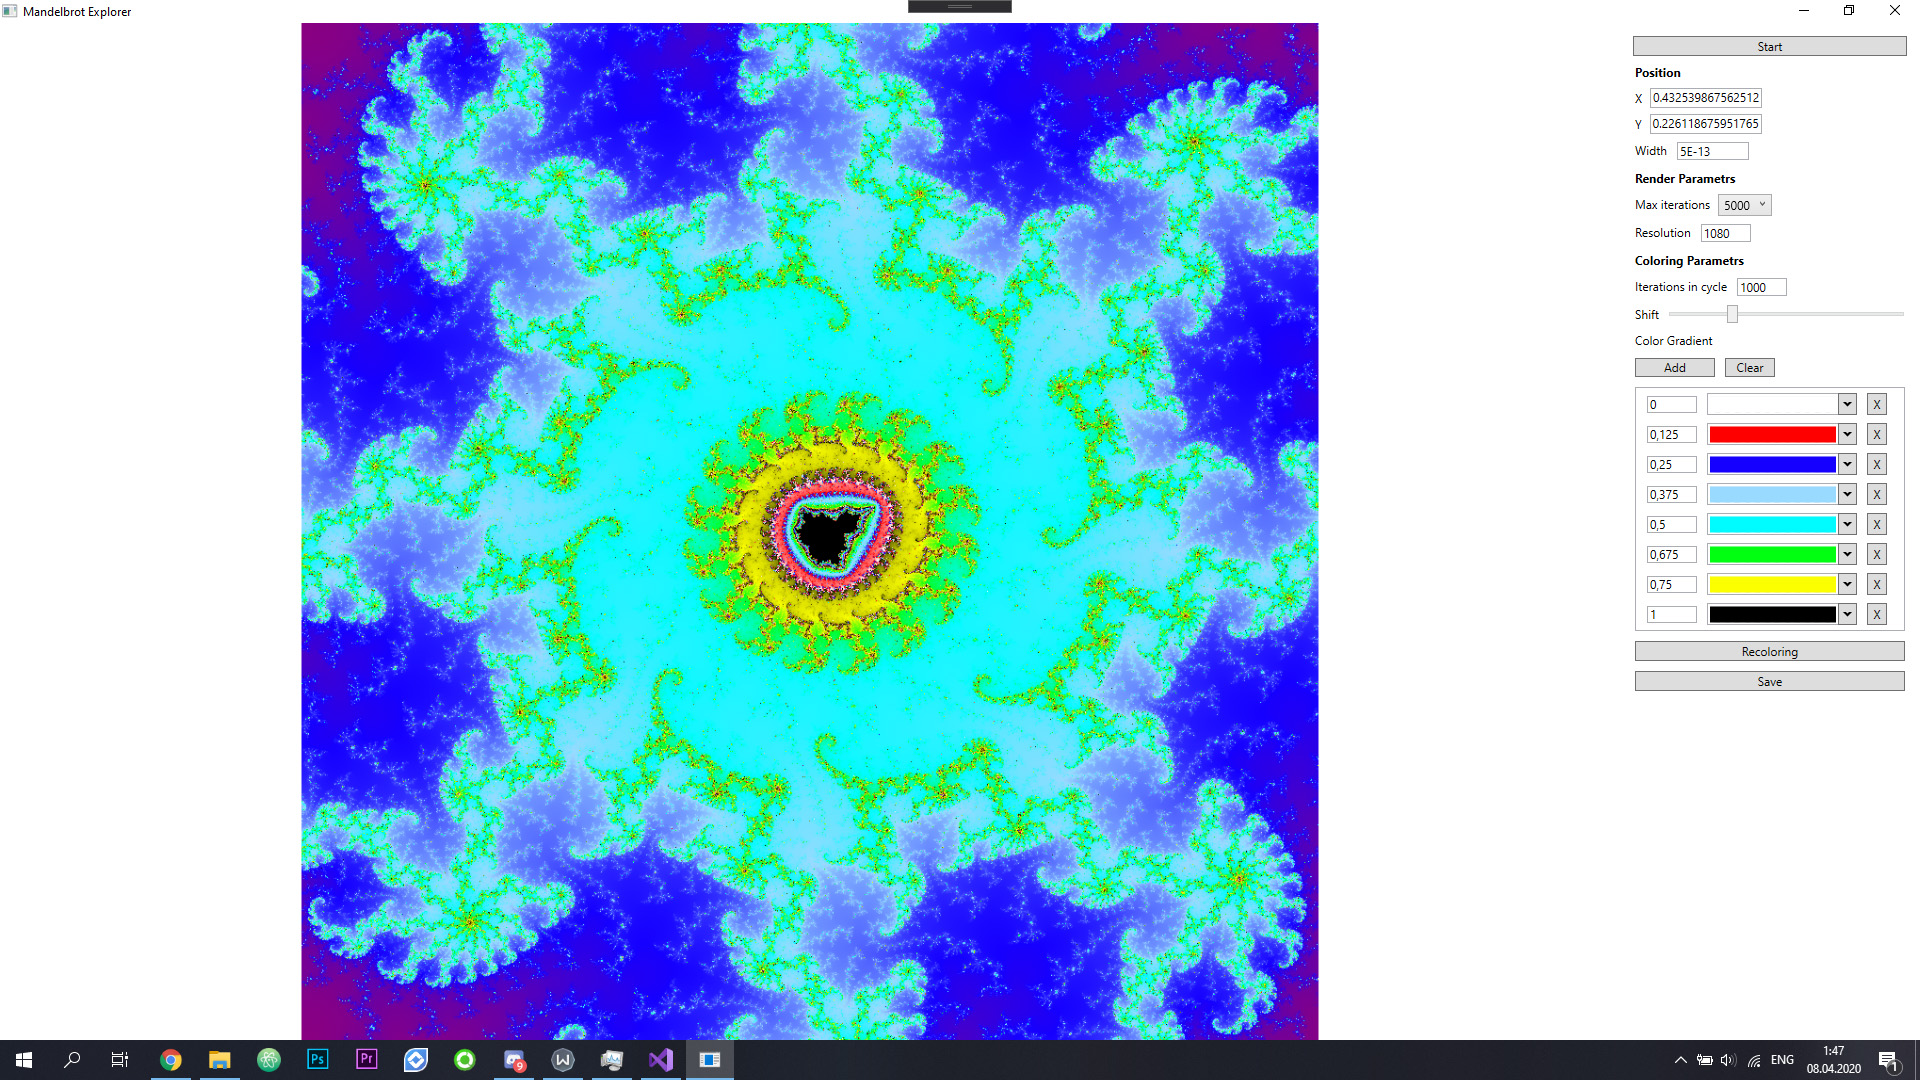 Mandelbrot Explorer
Start
Position
X 0.432539867562512
Y 0.226118675951765
Width 5E-13
Render Parametrs
Max iterations 5000
Resolution 1080
Coloring Parametrs
Iterations in cycle 1000
Shift
Color Gradient
Add Clear
0 X
0,125 X
0,25 X
0,375 X
0,5 X
0,675 X
0,75 X
1 X
Recoloring
Save
Ps Pr 9 W ENG 1:47
08.04.2020 1